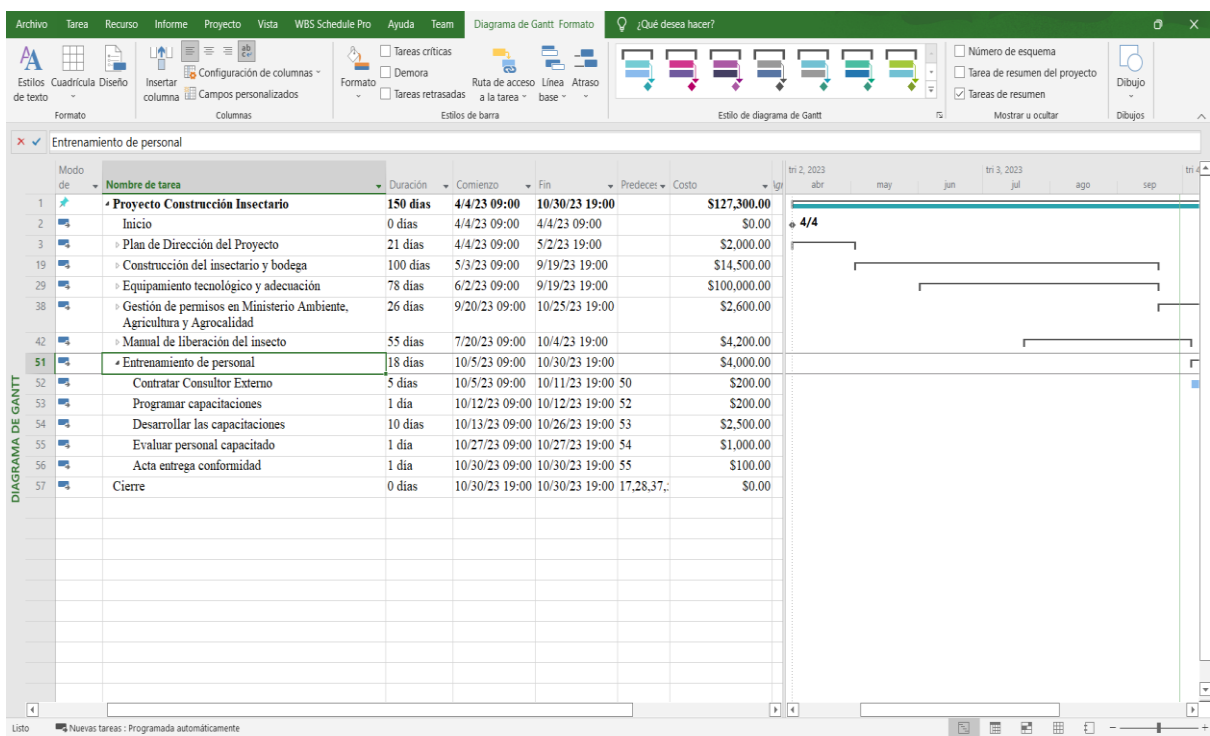 Archivo Tarea Recurso Informe Proyecto Vista WBS Schedule Pro Ayuda Team Diagrama de Gantt Formato ¿Qué desea hacer?
Estilos de texto
Cuadrícula
Diseño
Formato
Insertar columna
Configuración de columnas
Campos personalizados
Columnas
Formato
Tareas críticas
Demora
Tareas retrasadas
Ruta de acceso a la tarea
Línea base
Atraso
Estilos de barra
Estilo de diagrama de Gantt
Número de esquema
Tarea de resumen del proyecto
Tareas de resumen
Mostrar u ocultar
Dibujo
Dibujos
Entrenamiento de personal
Modo de Nombre de tarea Duración Comienzo Fin Predeces Costo
tri 2, 2023 tri 3, 2023 tri 4
abr may jun jul ago sep
1 Proyecto Construcción Insectario 150 días 4/4/23 09:00 10/30/23 19:00 $127,300.00
2 Inicio 0 días 4/4/23 09:00 4/4/23 09:00 $0.00 4/4
3 Plan de Dirección del Proyecto 21 días 4/4/23 09:00 5/2/23 19:00 $2,000.00
19 Construcción del insectario y bodega 100 días 5/3/23 09:00 9/19/23 19:00 $14,500.00
29 Equipamiento tecnológico y adecuación 78 días 6/2/23 09:00 9/19/23 19:00 $100,000.00
38 Gestión de permisos en Ministerio Ambiente, 26 días 9/20/23 09:00 10/25/23 19:00 $2,600.00
Agricultura y Agrocalidad
42 Manual de liberación del insecto 55 días 7/20/23 09:00 10/4/23 19:00 $4,200.00
51 Entrenamiento de personal 18 días 10/5/23 09:00 10/30/23 19:00 $4,000.00
52 Contratar Consultor Externo 5 días 10/5/23 09:00 10/11/23 19:00 50 $200.00
53 Programar capacitaciones 1 día 10/12/23 09:00 10/12/23 19:00 52 $200.00
54 Desarrollar las capacitaciones 10 días 10/13/23 09:00 10/26/23 19:00 53 $2,500.00
55 Evaluar personal capacitado 1 día 10/27/23 09:00 10/27/23 19:00 54 $1,000.00
56 Acta entrega conformidad 1 día 10/30/23 09:00 10/30/23 19:00 55 $100.00
57 Cierre 0 días 10/30/23 19:00 10/30/23 19:00 17,28,37, $0.00
DIAGRAMA DE GANTT
Listo Nuevas tareas : Programada automáticamente